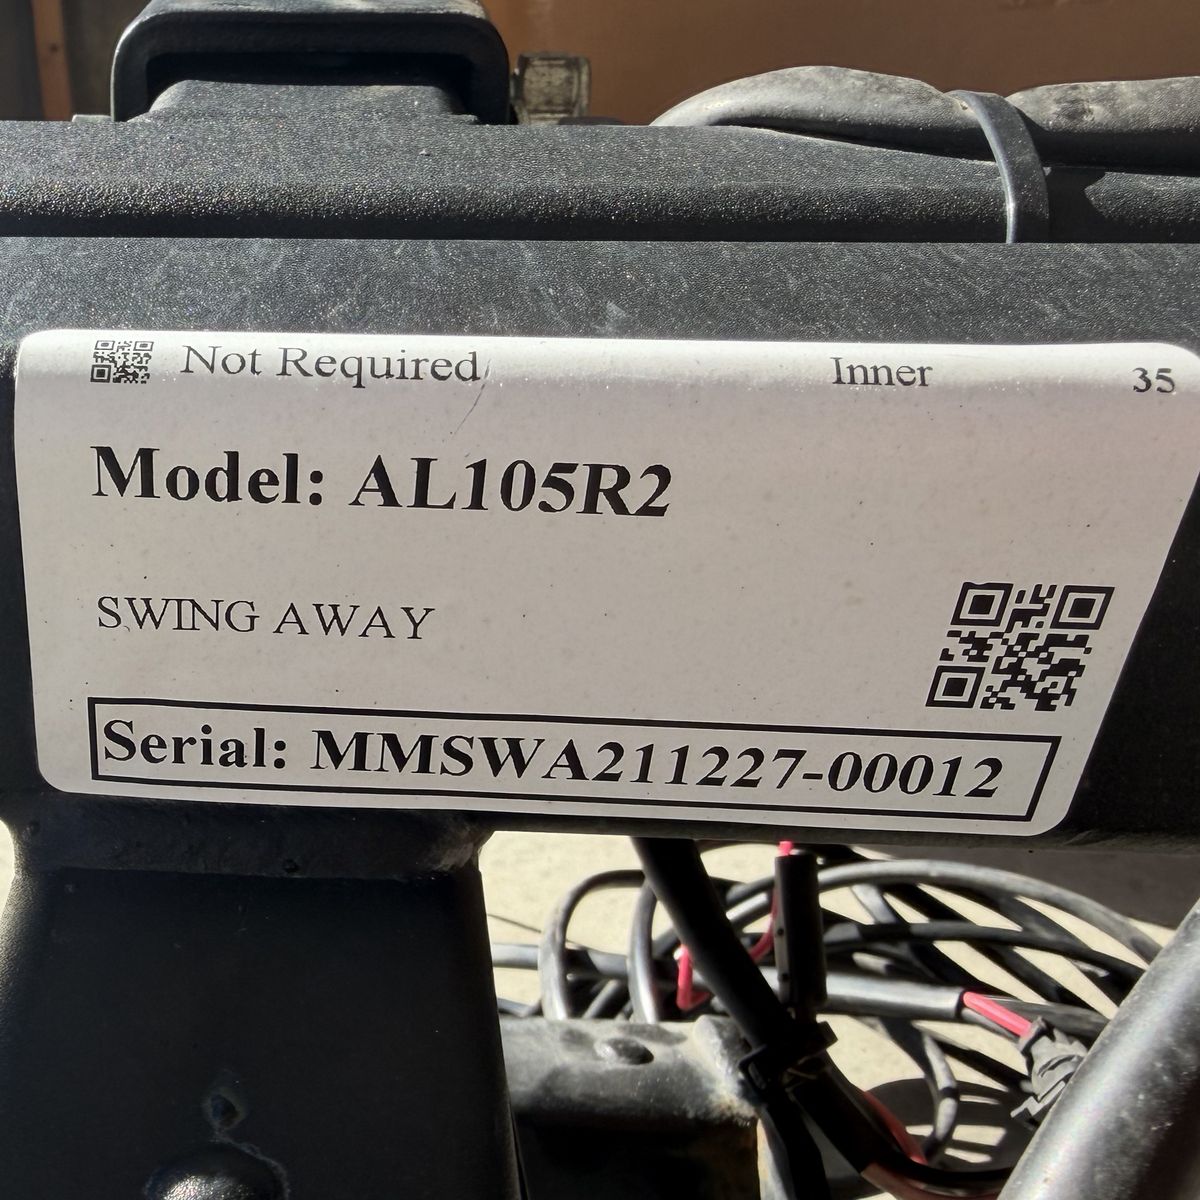 Not Required Inner 35
Model: AL105R2
SWING AWAY
Serial: MMSWA211227-00012